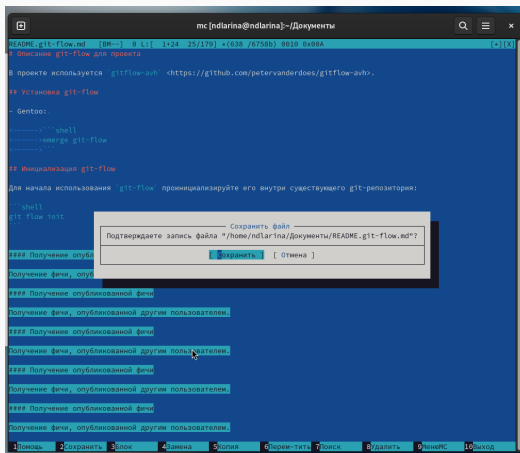 mc [ndlarina@ndlarina]:~/Документы
README.git-flow.md [BM--] 0 L:[ 1+24 25/179] *(638 /6758b) 0010 0x00A [*][X]
# Описание git-flow для проекта
В проекте используется `gitflow-avh` <https://github.com/petervanderdoes/gitflow-avh>.
## Установка git-flow
- Gentoo:
<------>```shell
<------>emerge git-flow
<------>```
## Инициализация git-flow
Для начала использования `git-flow` проинициализируйте его внутри существующего git-репозитория:
```shell
git flow init
```
Сохранить файл
Подтверждаете запись файла "/home/ndlarina/Документы/README.git-flow.md"?
[ Сохранить ] [ Отмена ]
#### Получение опубл
Получение фичи, опуб
#### Получение опубликованной фичи
Получение фичи, опубликованной другим пользователем.
#### Получение опубликованной фичи
Получение фичи, опубликованной другим пользователем.
#### Получение опубликованной фичи
Получение фичи, опубликованной другим пользователем.
#### Получение опубликованной фичи
Получение фичи, опубликованной другим пользователем.
1Помощь 2Сохранить 3Блок 4Замена 5Копия 6Перем~тить 7Поиск 8Удалить 9МенюMC 10Выход